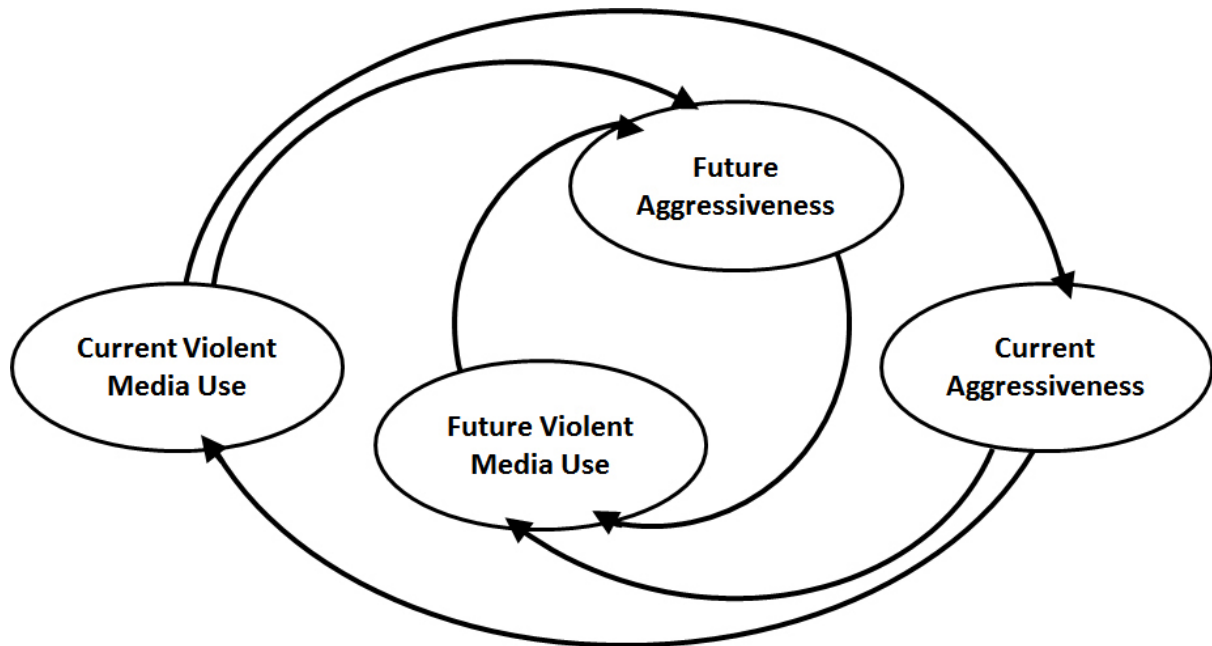 Future
Aggressiveness
Current Violent
Media Use
Current
Aggressiveness
Future Violent
Media Use